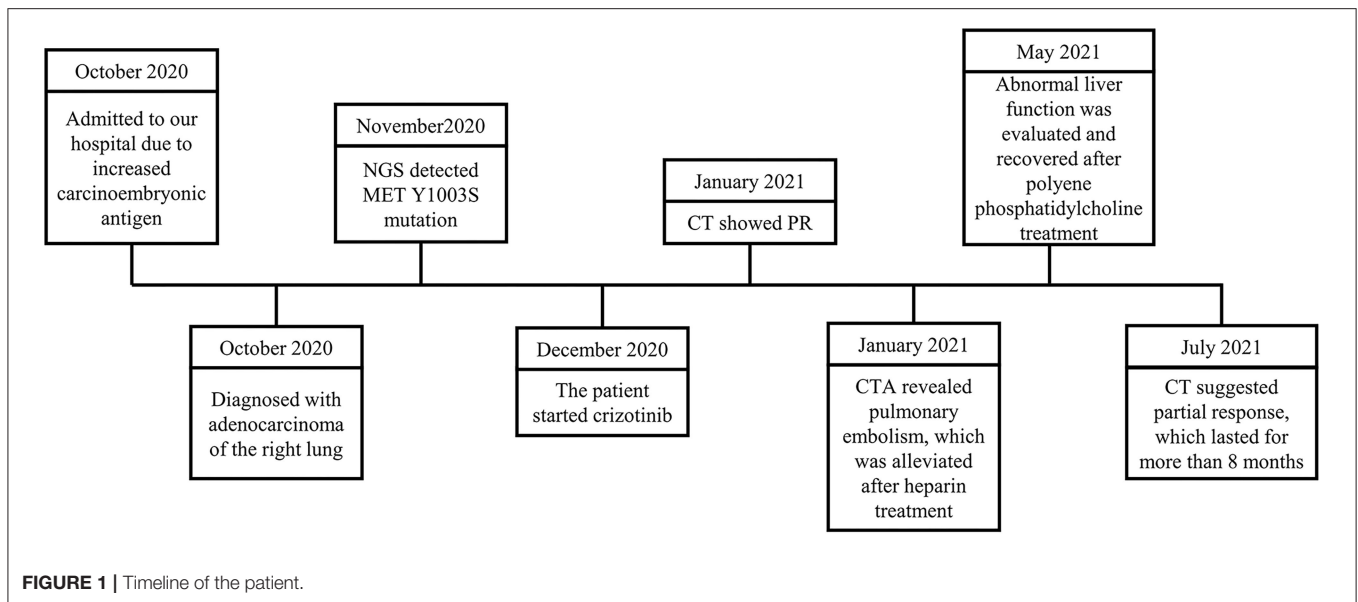 October 2020
Admitted to our
hospital due to
increased
carcinoembryonic
antigen
October 2020
Diagnosed with
adenocarcinoma
of the right lung
November2020
NGS detected
MET Y1003S
mutation
December 2020
The patient
started crizotinib
January 2021
CT showed PR
January 2021
CTA revealed
pulmonary
embolism, which
was alleviated
after heparin
treatment
May 2021
Abnormal liver
function was
evaluated and
recovered after
polyene
phosphatidylcholine
treatment
July 2021
CT suggested
partial response,
which lasted for
more than 8 months
FIGURE 1 | Timeline of the patient.